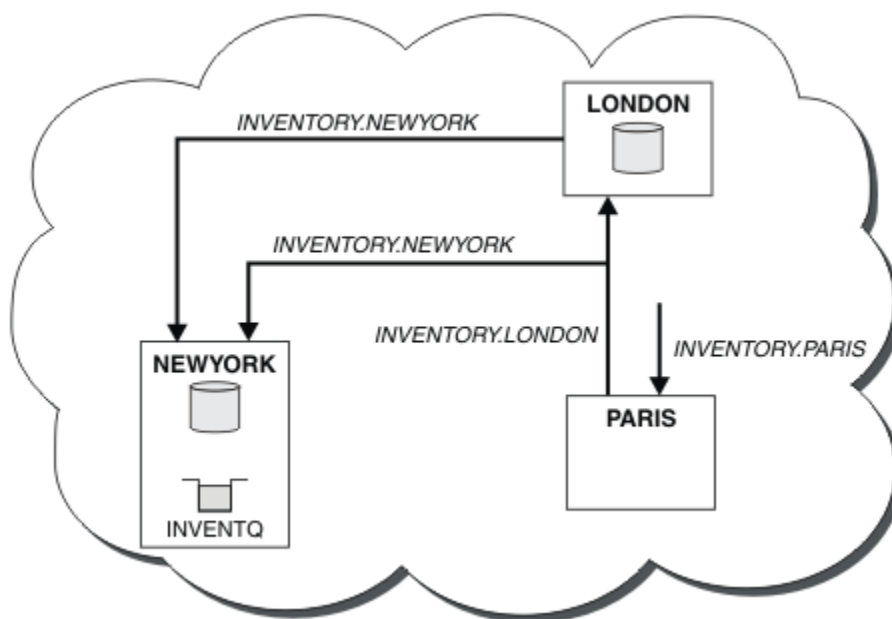 LONDON
INVENTORY.NEWYORK
INVENTORY.NEWYORK
INVENTORY.LONDON
INVENTORY.PARIS
NEWYORK
PARIS
INVENTQ